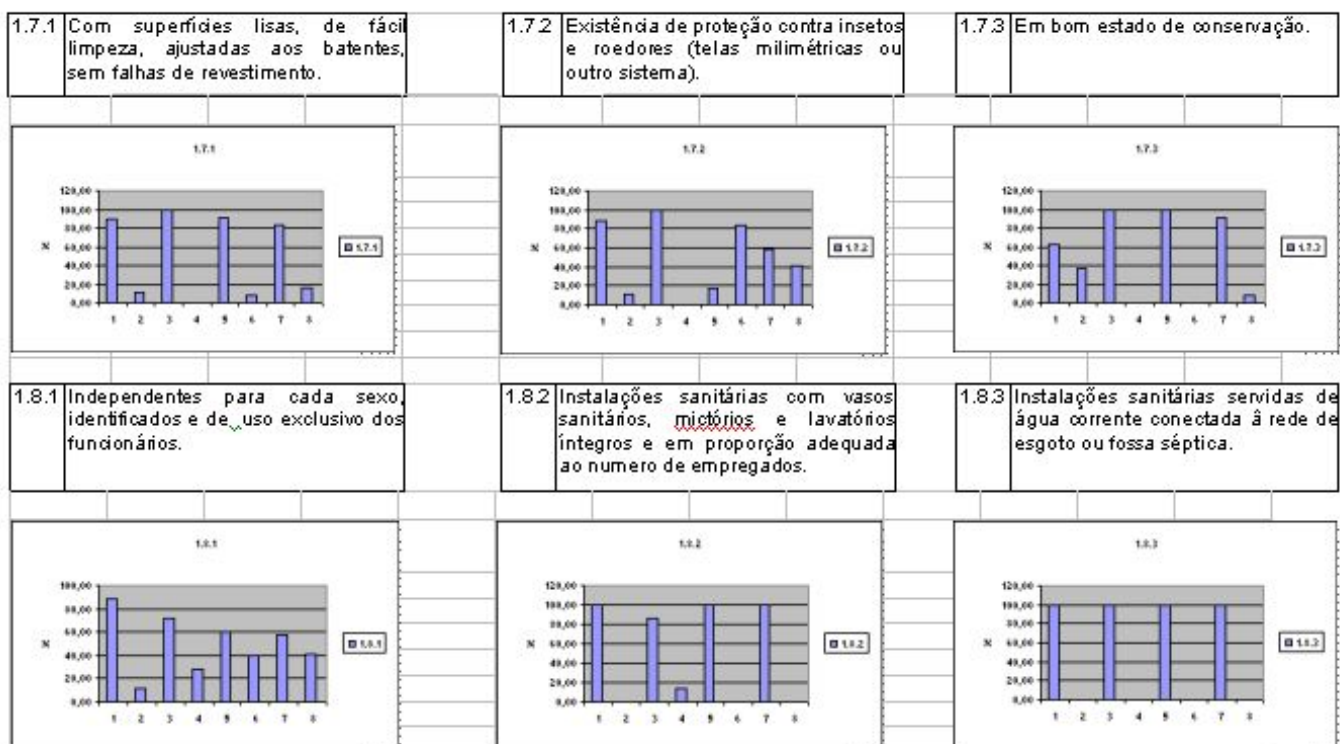 1.7.1 Com superfícies lisas, de fácil
limpeza, ajustadas aos batentes,
sem falhas de revestimento.
1.7.2 Existência de proteção contra insetos
e roedores (telas milimétricas ou
outro sistema).
1.7.3 Em bom estado de conservação.
1.7.1
120,00
100,00
80,00
60,00
40,00
20,00
0,00
%
1 2 3 4 5 6 7 8
1.7.1
1.7.2
120,00
100,00
80,00
60,00
40,00
20,00
0,00
%
1 2 3 4 5 6 7 8
1.7.2
1.7.3
120,00
100,00
80,00
60,00
40,00
20,00
0,00
%
1 2 3 4 5 6 7 8
1.7.3
1.8.1 Independentes para cada sexo,
identificados e de uso exclusivo dos
funcionários.
1.8.2 Instalações sanitárias com vasos
sanitários, mictórios e lavatórios
íntegros e em proporção adequada
ao numero de empregados.
1.8.3 Instalações sanitárias servidas de
água corrente conectada â rede de
esgoto ou fossa séptica.
1.8.1
100,00
80,00
60,00
40,00
20,00
0,00
%
1 2 3 4 5 6 7 8
1.8.1
1.8.2
120,00
100,00
80,00
60,00
40,00
20,00
0,00
%
1 2 3 4 5 6 7 8
1.8.2
1.8.3
120,00
100,00
80,00
60,00
40,00
20,00
0,00
%
1 2 3 4 5 6 7 8
1.8.3